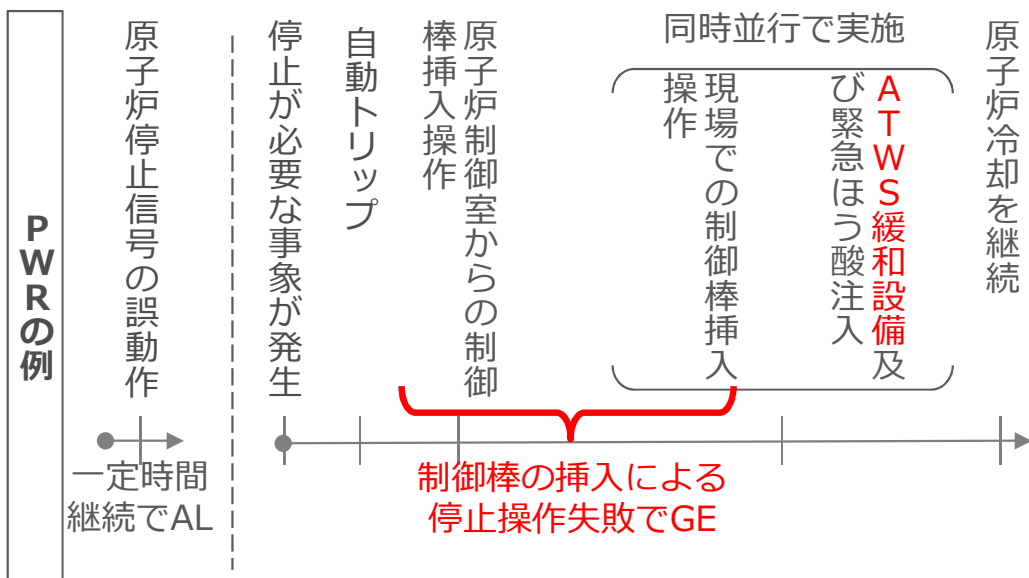 PWRの例
原子炉停止信号の誤動作
一定時間
継続でAL
停止が必要な事象が発生
自動トリップ
原子炉制御室からの制御
棒挿入操作
同時並行で実施
現場での制御棒挿入
操作
ATWS緩和設備及
び緊急ほう酸注入
原子炉冷却を継続
制御棒の挿入による
停止操作失敗でGE